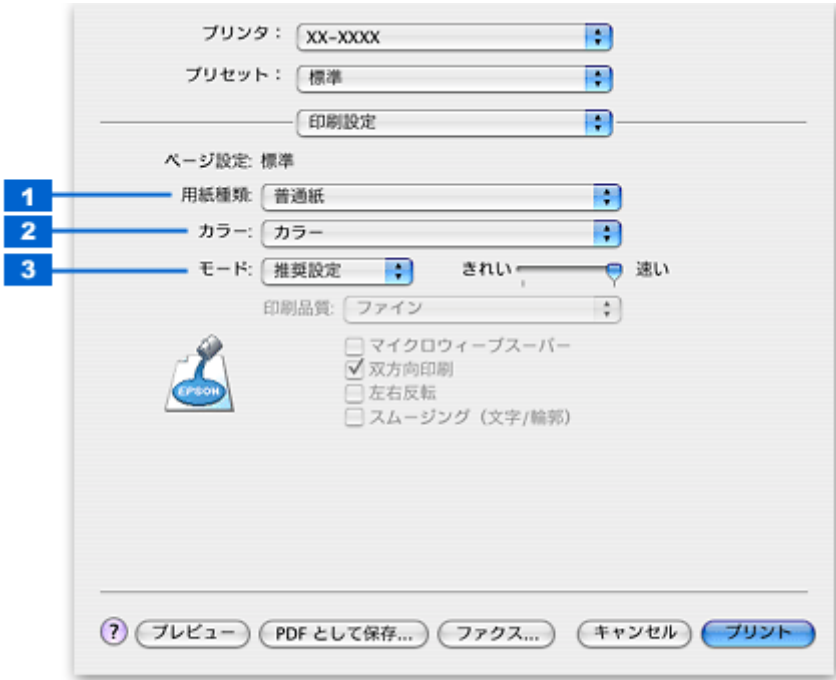 プリンタ： XX-XXXX
プリセット： 標準
印刷設定
ページ設定: 標準
1 用紙種類: 普通紙
2 カラー: カラー
3 モード: 推奨設定 きれい 速い
印刷品質: ファイン
マイクロウィーブスーパー
双方向印刷
左右反転
スムージング（文字/輪郭）
EPSON
? プレビュー PDF として保存... ファクス... キャンセル プリント